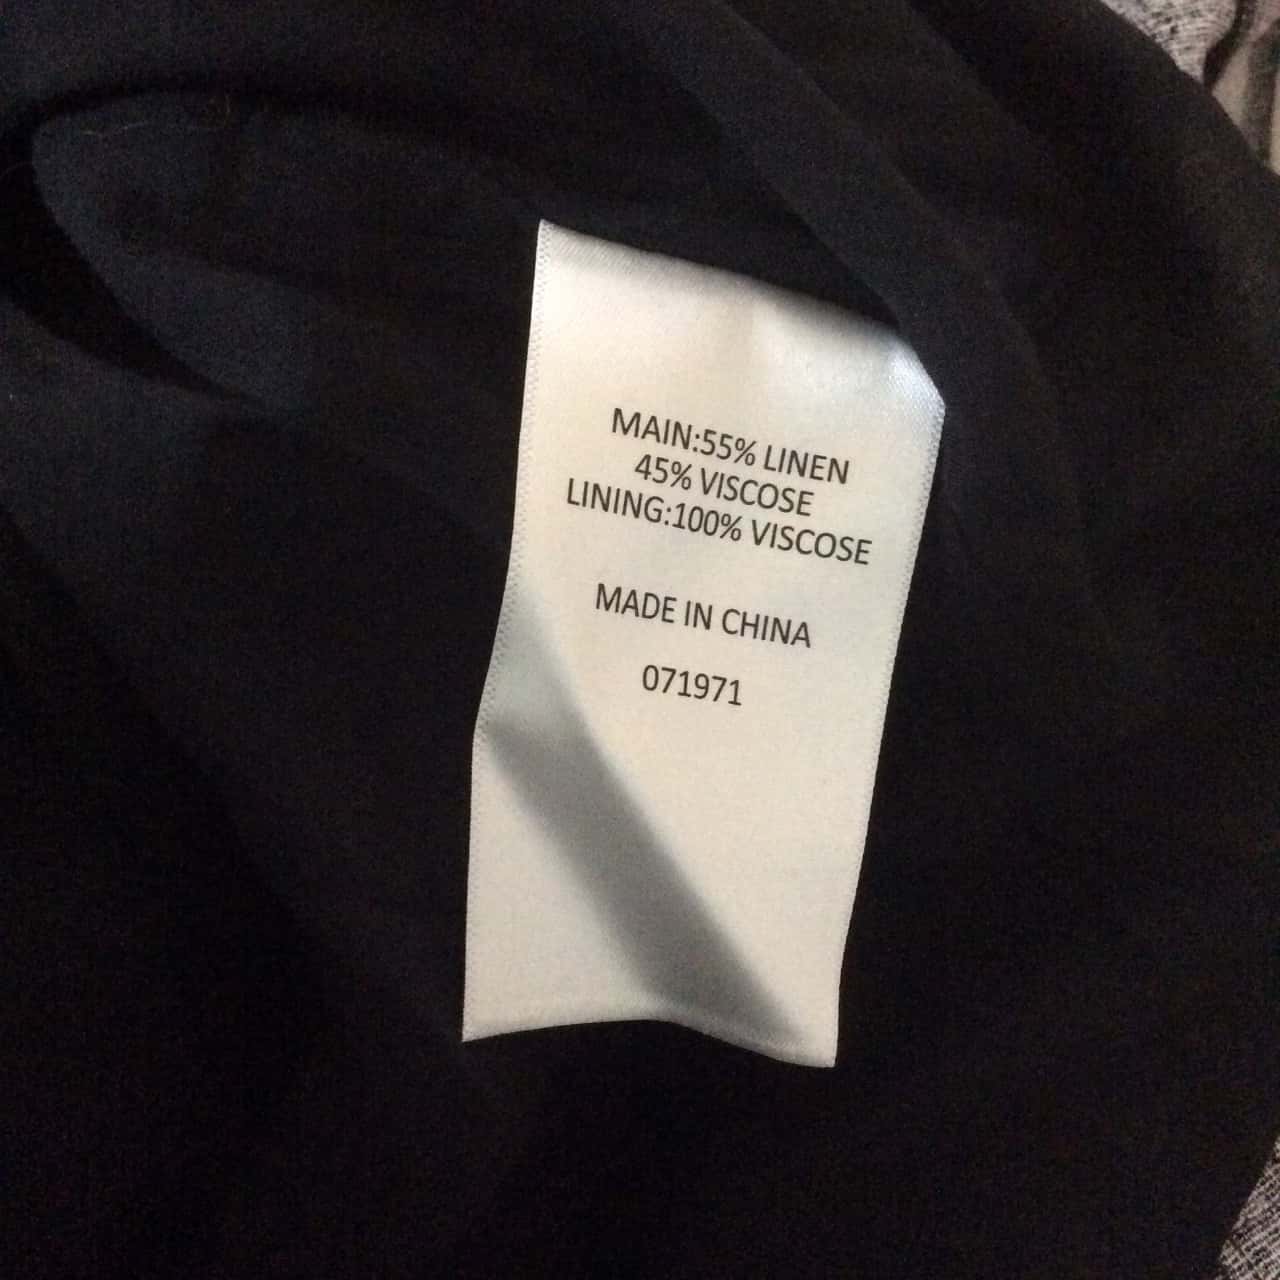 MAIN:55% LINEN
45% VISCOSE
LINING:100% VISCOSE
MADE IN CHINA
071971